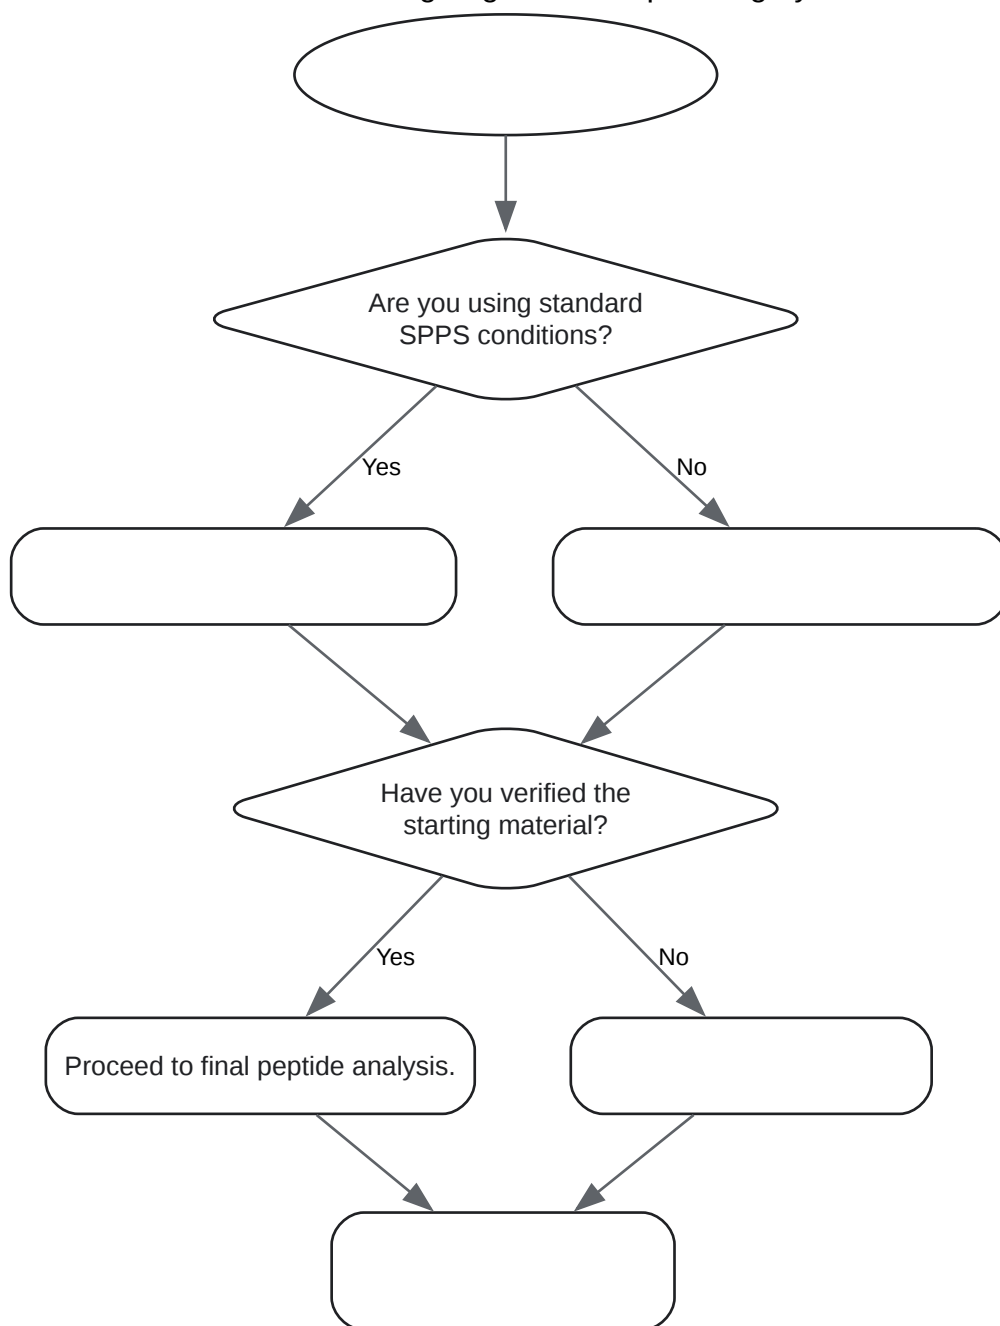 Are you using standard
SPPS conditions?
Yes
No
Have you verified the
starting material?
Yes
No
Proceed to final peptide analysis.